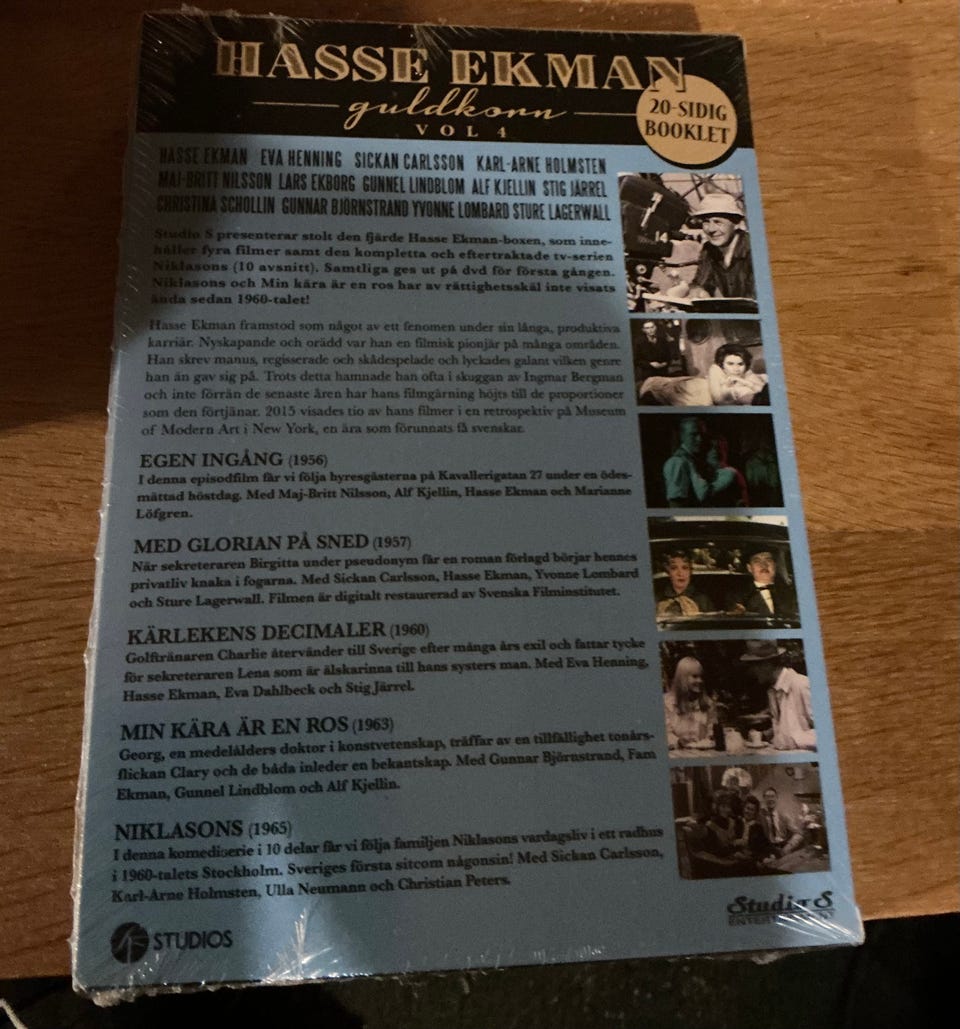 HASSE EKMAN
guldkorn
VOL 4
20-SIDIG
BOOKLET
HASSE EKMAN EVA HENNING SICKAN CARLSSON KARL-ARNE HOLMSTEN
MAJ-BRITT NILSSON LARS EKBORG GUNNEL LINDBLOM ALF KJELLIN STIG JÄRREL
CHRISTINA SCHOLLIN GUNNAR BJÖRNSTRAND YVONNE LOMBARD STURE LAGERWALL
Studio S presenterar stolt den fjärde Hasse Ekman-boxen, som inne-
håller fyra filmer samt den kompletta och eftertraktade tv-serien
Niklasons (10 avsnitt). Samtliga ges ut på dvd för första gången.
Niklasons och Min kära är en ros har av rättighetsskäl inte visats
ända sedan 1960-talet!
Hasse Ekman framstod som något av ett fenomen under sin långa, produktiva
karriär. Nyskapande och orädd var han en filmisk pionjär på många områden.
Han skrev manus, regisserade och skådespelade och lyckades galant vilken genre
han än gav sig på. Trots detta hamnade han ofta i skuggan av Ingmar Bergman
och inte förrän de senaste åren har hans filmgärning höjts till de proportioner
som den förtjänar. 2015 visades tio av hans filmer i en retrospektiv på Museum
of Modern Art i New York, en ära som förunnats få svenskar.
EGEN INGÅNG (1956)
I denna episodfilm får vi följa hyresgästerna på Kavallerigatan 27 under en ödes-
mättad höstdag. Med Maj-Britt Nilsson, Alf Kjellin, Hasse Ekman och Marianne
Löfgren.
MED GLORIAN PÅ SNED (1957)
När sekreteraren Birgitta under pseudonym får en roman förlagd börjar hennes
privatliv knaka i fogarna. Med Sickan Carlsson, Hasse Ekman, Yvonne Lombard
och Sture Lagerwall. Filmen är digitalt restaurerad av Svenska Filminstitutet.
KÄRLEKENS DECIMALER (1960)
Golftränaren Charlie återvänder till Sverige efter många års exil och fattar tycke
för sekreteraren Lena som är älskarinna till hans systers man. Med Eva Henning,
Hasse Ekman, Eva Dahlbeck och Stig Järrel.
MIN KÄRA ÄR EN ROS (1963)
Georg, en medelålders doktor i konstvetenskap, träffar av en tillfällighet tonårs-
flickan Clary och de båda inleder en bekantskap. Med Gunnar Björnstrand, Fam
Ekman, Gunnel Lindblom och Alf Kjellin.
NIKLASONS (1965)
I denna komediserie i 10 delar får vi följa familjen Niklasons vardagsliv i ett radhus
i 1960-talets Stockholm. Sveriges första sitcom någonsin! Med Sickan Carlsson,
Karl-Arne Holmsten, Ulla Neumann och Christian Peters.
STUDIOS
Studio S
ENTERTAINMENT
14